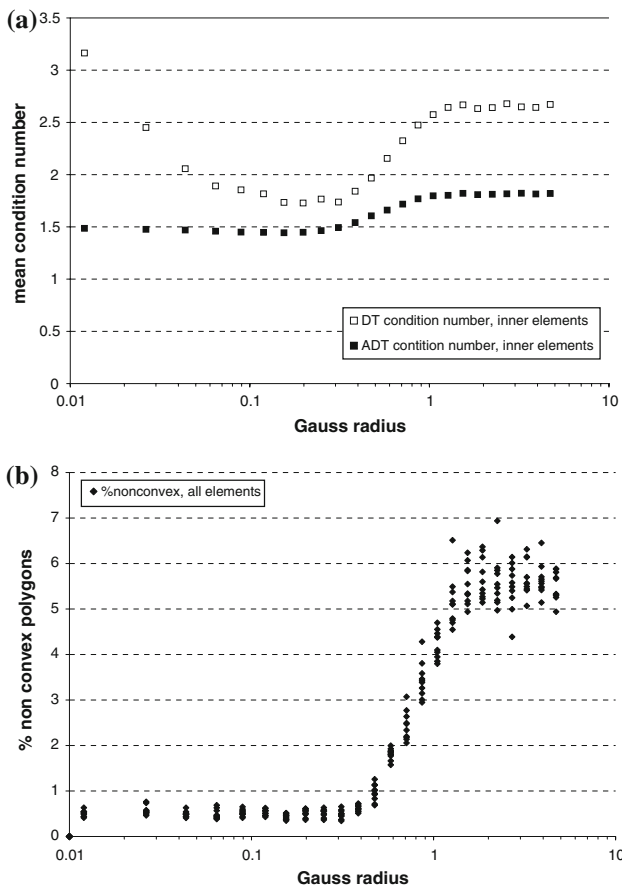 (a)
3.5
3
2.5
2
1.5
1
0.5
0
mean condition number
DT condition number, inner elements
ADT contition number, inner elements
0.01 0.1 1 10
Gauss radius
(b)
8
7
6
5
4
3
2
1
0
% non convex polygons
%nonconvex, all elements
0.01 0.1 1 10
Gauss radius